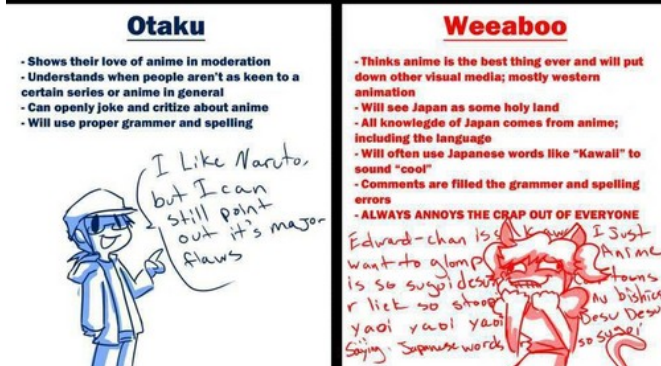 Otaku
- Shows their love of anime in moderation
- Understands when people aren't as keen to a
certain series or anime in general
- Can openly joke and critize about anime
- Will use proper grammer and spelling
I Like Naruto,
but I can
still point
out it's major
flaws
Weeaboo
- Thinks anime is the best thing ever and will put
down other visual media; mostly western
animation
- Will see Japan as some holy land
- All knowlegde of Japan comes from anime;
including the language
- Will often use Japanese words like "Kawaii" to
sound "cool"
- Comments are filled the grammer and spelling
errors
- ALWAYS ANNOYS THE CRAP OUT OF EVERYONE
Edward-chan is I Just
want to glomp Anime
is so sugoi desu
r liek so stoop My bishies
yaoi yaoi yaoi Desu Desu
Saying Japanese words so sugoi